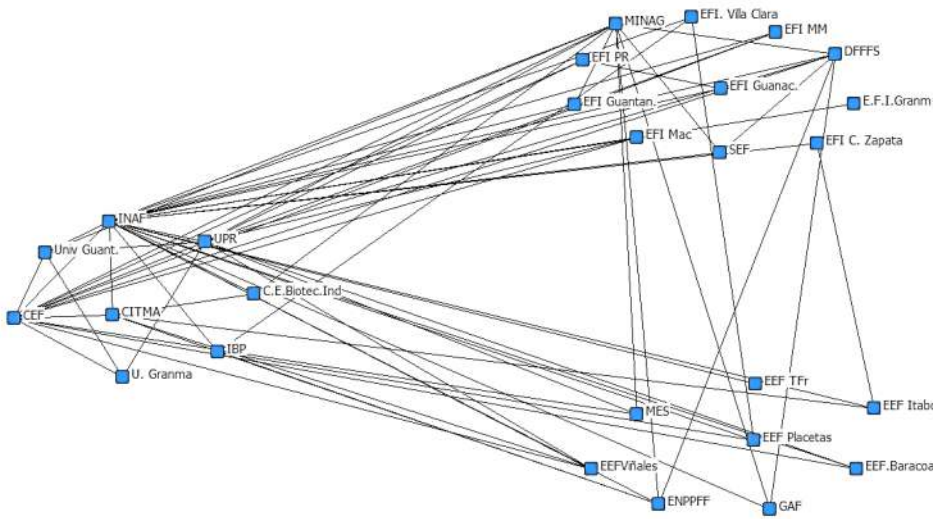 MINAG
EFI. Vila Clara
EFI MM
DFFFS
EFI PR
EFI Guanac.
EFI Guantan.
E.F.I.Granm
EFI Mac
EFI C. Zapata
SEF
INAF
UPR
Univ Guant.
C.E.Biotec.Ind
CEF
CITMA
IBP
U. Granma
EEF TFr
EEF Itabo
MES
EEF Placetas
EEFViñales
EEF.Baracoa
ENPPFF
GAF